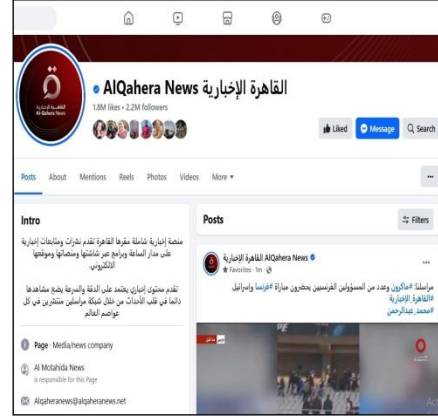 القاهرة الإخبارية AlQahera News
1.8M likes • 2.2M followers
Liked
Message
Search
Posts
About
Mentions
Reels
Photos
Videos
More
Intro
منصة إخبارية شاملة مقرها القاهرة تقدم نشرات ومتابعات إخبارية
على مدار الساعة وبرامج عبر شاشتها ومنصاتها وموقعها
الالكتروني.
تقدم محتوى إخباري يعتمد على الدقة والسرعة يضع مشاهدها
دائما في قلب الأحداث من خلال شبكة مراسلين منتشرين في كل
عواصم العالم
Page · Media/news company
Al Motahida News
is responsible for this Page
Alqaheranews@alqaheranews.net
Posts
Filters
القاهرة الإخبارية AlQahera News
Favorites · 1m
مراسلنا: #ماكرون وعدد من المسؤولين الفرنسيين يحضرون مباراة #فرنسا وإسرائيل
#القاهرة_الإخبارية
#محمد_عبدالرحمن